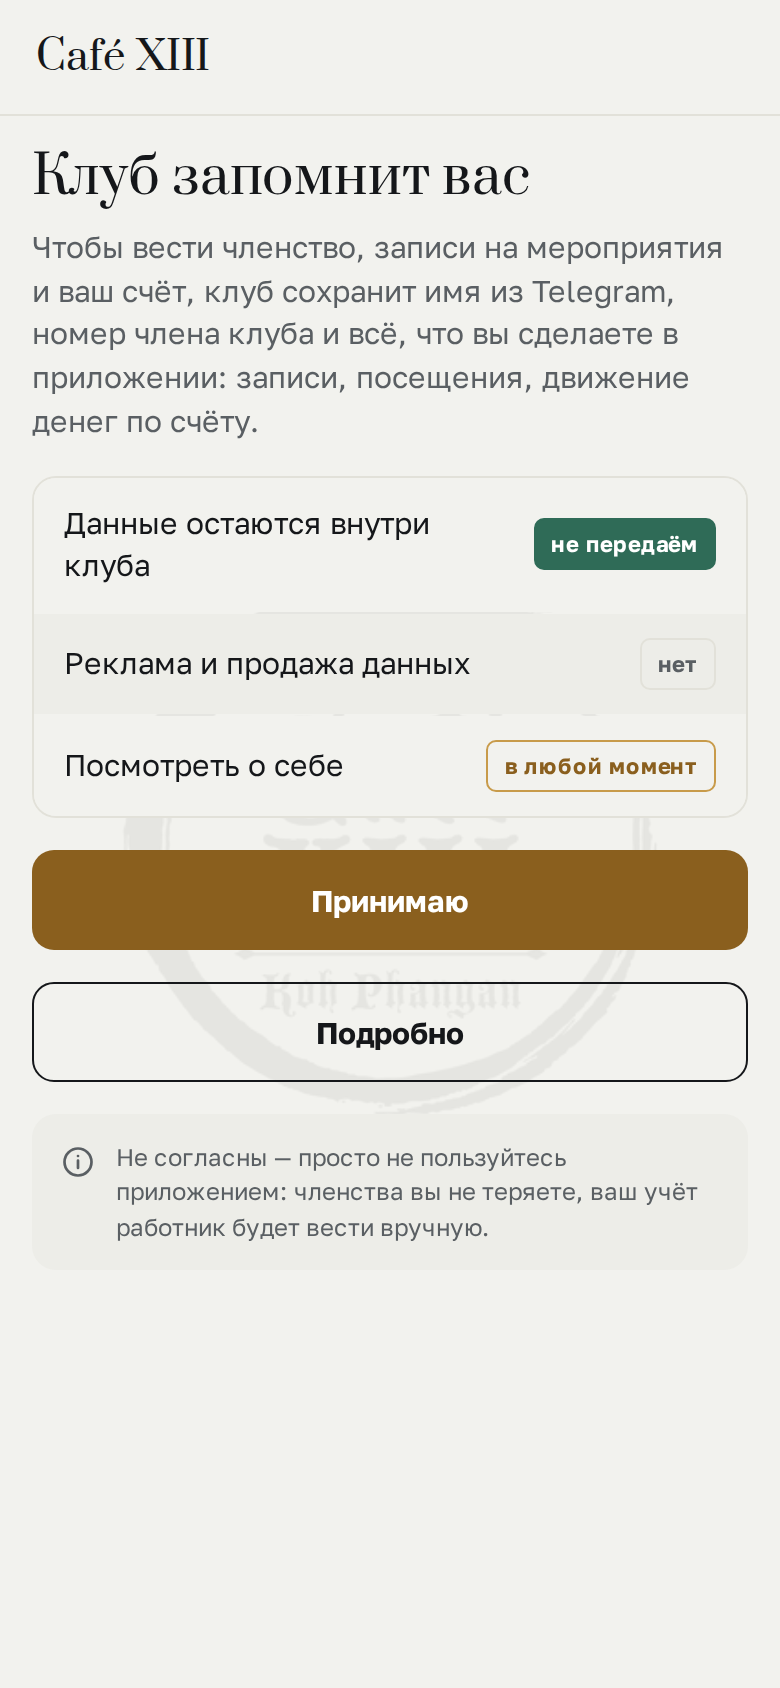 Café XIII
Клуб запомнит вас
Чтобы вести членство, записи на мероприятия
и ваш счёт, клуб сохранит имя из Telegram,
номер члена клуба и всё, что вы сделаете в
приложении: записи, посещения, движение
денег по счёту.
Данные остаются внутри
клуба
не передаём
Реклама и продажа данных
нет
Посмотреть о себе
в любой момент
Принимаю
Koh Phangan
Подробно
Не согласны — просто не пользуйтесь
приложением: членства вы не теряете, ваш учёт
работник будет вести вручную.